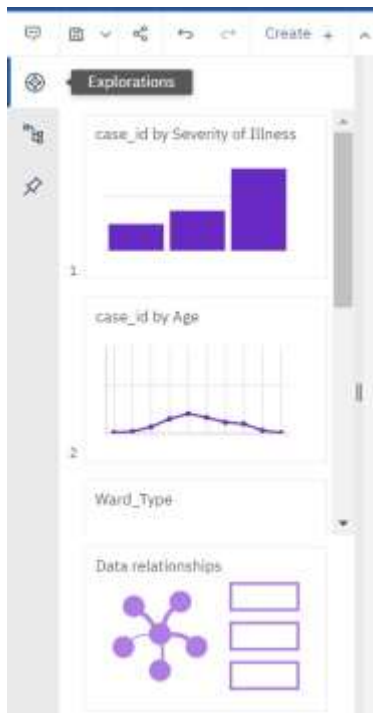 Create +
Explorations
case_id by Severity of Illness
1
case_id by Age
2
Ward_Type
Data relationships